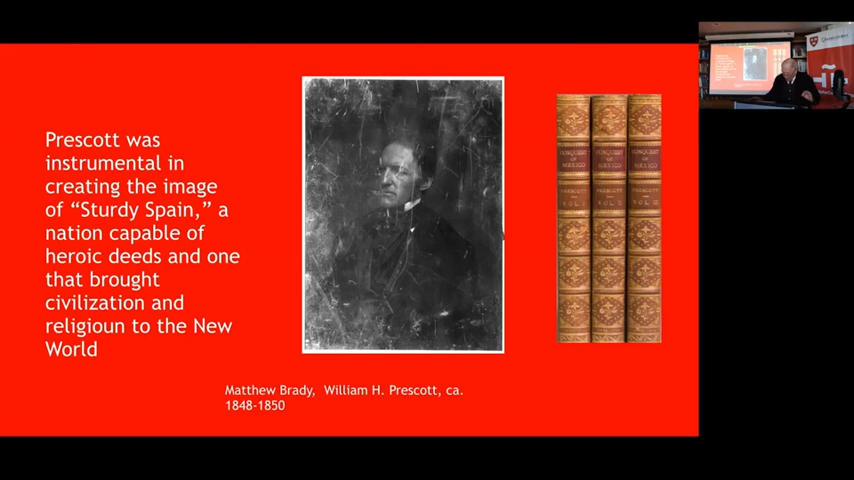 Prescott was
instrumental in
creating the image
of “Sturdy Spain,” a
nation capable of
heroic deeds and one
that brought
civilization and
religioun to the New
World
CONQUEST
OF
MEXICO
PRESCOTT
VOL I
CONQUEST
OF
MEXICO
PRESCOTT
VOL II
CONQUEST
OF
MEXICO
PRESCOTT
Matthew Brady, William H. Prescott, ca.
1848-1850